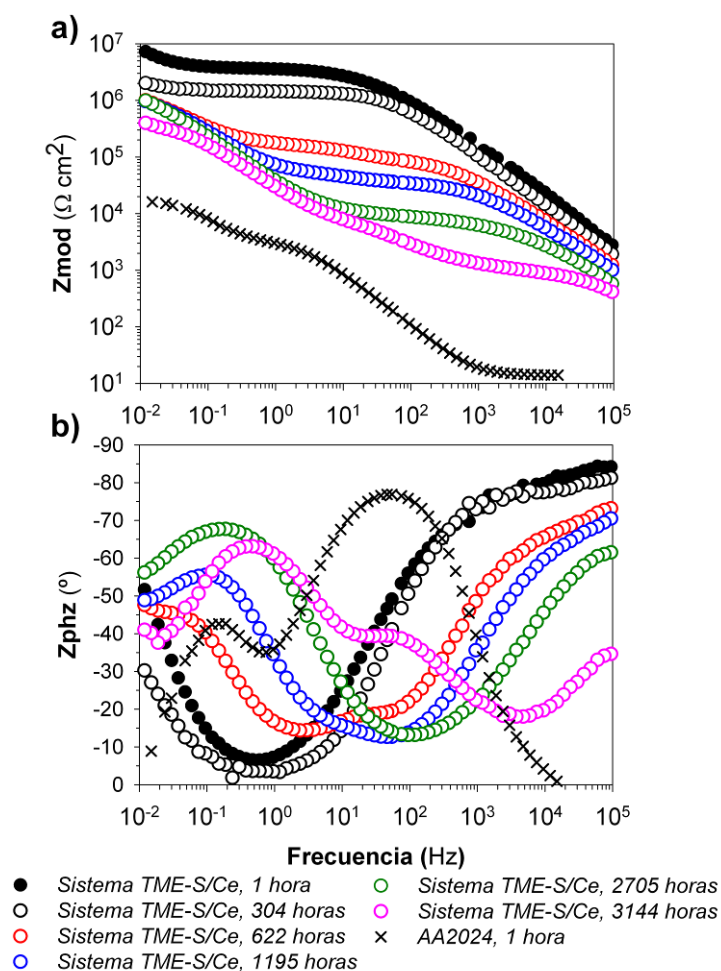 a)
10⁷
10⁶
10⁵
10⁴
10³
10²
10¹
Zmod (Ω cm²)
10⁻² 10⁻¹ 10⁰ 10¹ 10² 10³ 10⁴ 10⁵
b)
-90
-80
-70
-60
-50
-40
-30
-20
-10
0
Zphz (º)
10⁻² 10⁻¹ 10⁰ 10¹ 10² 10³ 10⁴ 10⁵
Frecuencia (Hz)
Sistema TME-S/Ce, 1 hora
Sistema TME-S/Ce, 304 horas
Sistema TME-S/Ce, 622 horas
Sistema TME-S/Ce, 1195 horas
Sistema TME-S/Ce, 2705 horas
Sistema TME-S/Ce, 3144 horas
AA2024, 1 hora